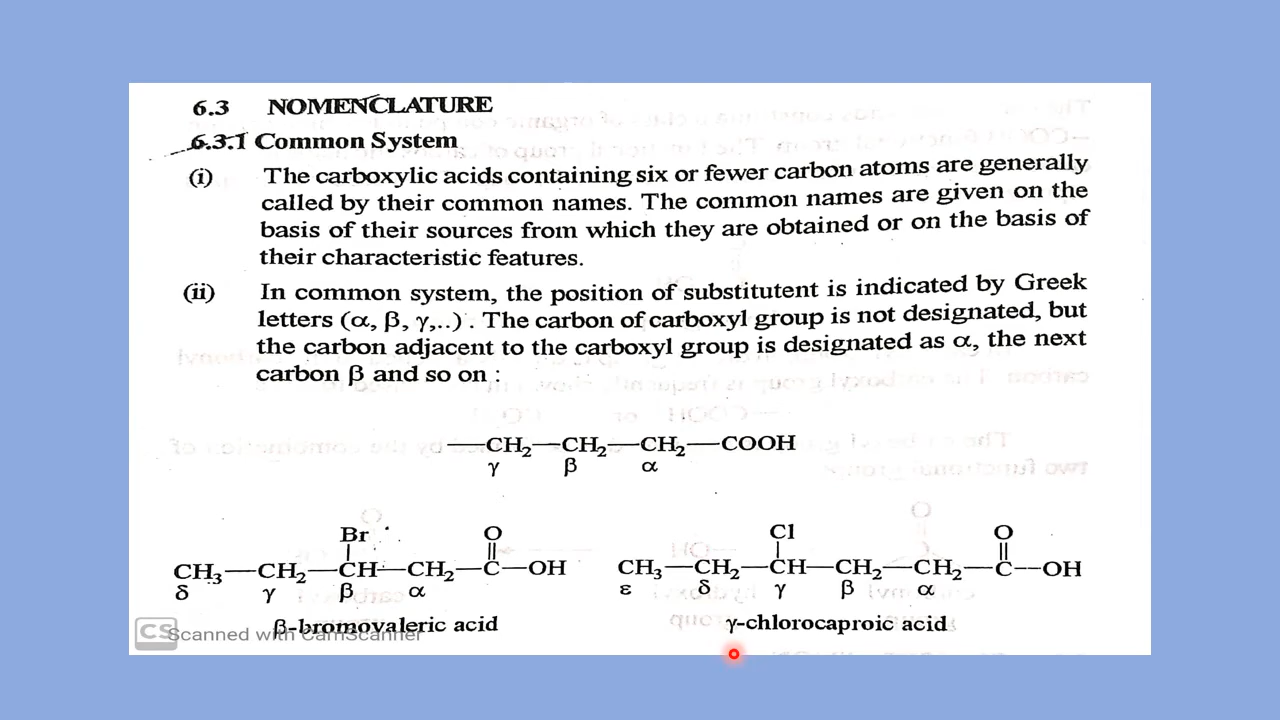 6.3 NOMENCLATURE
6.3.1 Common System
(i) The carboxylic acids containing six or fewer carbon atoms are generally
called by their common names. The common names are given on the
basis of their sources from which they are obtained or on the basis of
their characteristic features.
(ii) In common system, the position of substitutent is indicated by Greek
letters (α, β, γ,..). The carbon of carboxyl group is not designated, but
the carbon adjacent to the carboxyl group is designated as α, the next
carbon β and so on :
—CH₂—CH₂—CH₂—COOH
γ β α
Br O
CH₃—CH₂—CH—CH₂—C—OH
δ γ β α
β-bromovaleric acid
Cl O
CH₃—CH₂—CH—CH₂—CH₂—C—OH
ε δ γ β α
γ-chlorocaproic acid
CS Scanned with CamScanner